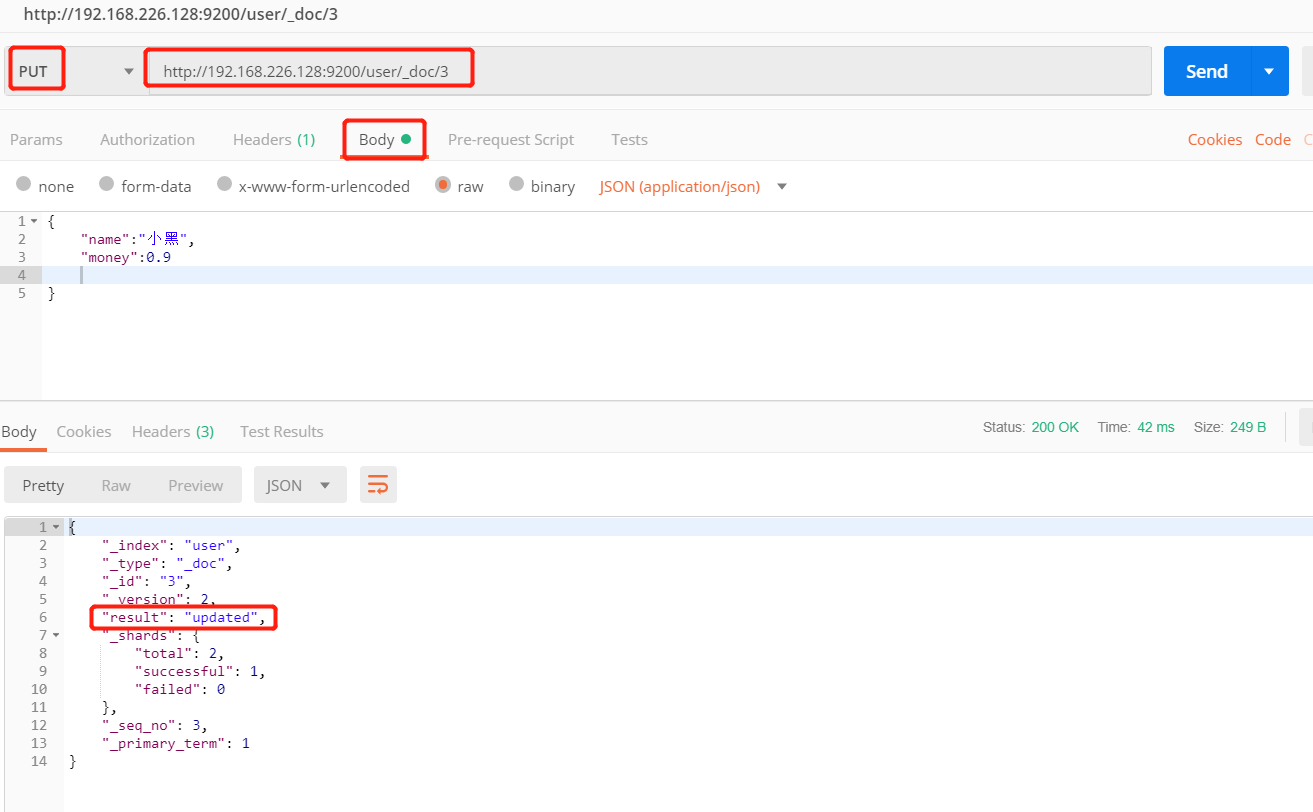 http://192.168.226.128:9200/user/_doc/3
PUT http://192.168.226.128:9200/user/_doc/3 Send
Params Authorization Headers (1) Body Pre-request Script Tests Cookies Code C
none form-data x-www-form-urlencoded raw binary JSON (application/json)
1 {
2 "name":"小黑",
3 "money":0.9
4
5 }
Body Cookies Headers (3) Test Results Status: 200 OK Time: 42 ms Size: 249 B
Pretty Raw Preview JSON
1 {
2 "_index": "user",
3 "_type": "_doc",
4 "_id": "3",
5 "_version": 2,
6 "result": "updated",
7 "_shards": {
8 "total": 2,
9 "successful": 1,
10 "failed": 0
11 },
12 "_seq_no": 3,
13 "_primary_term": 1
14 }